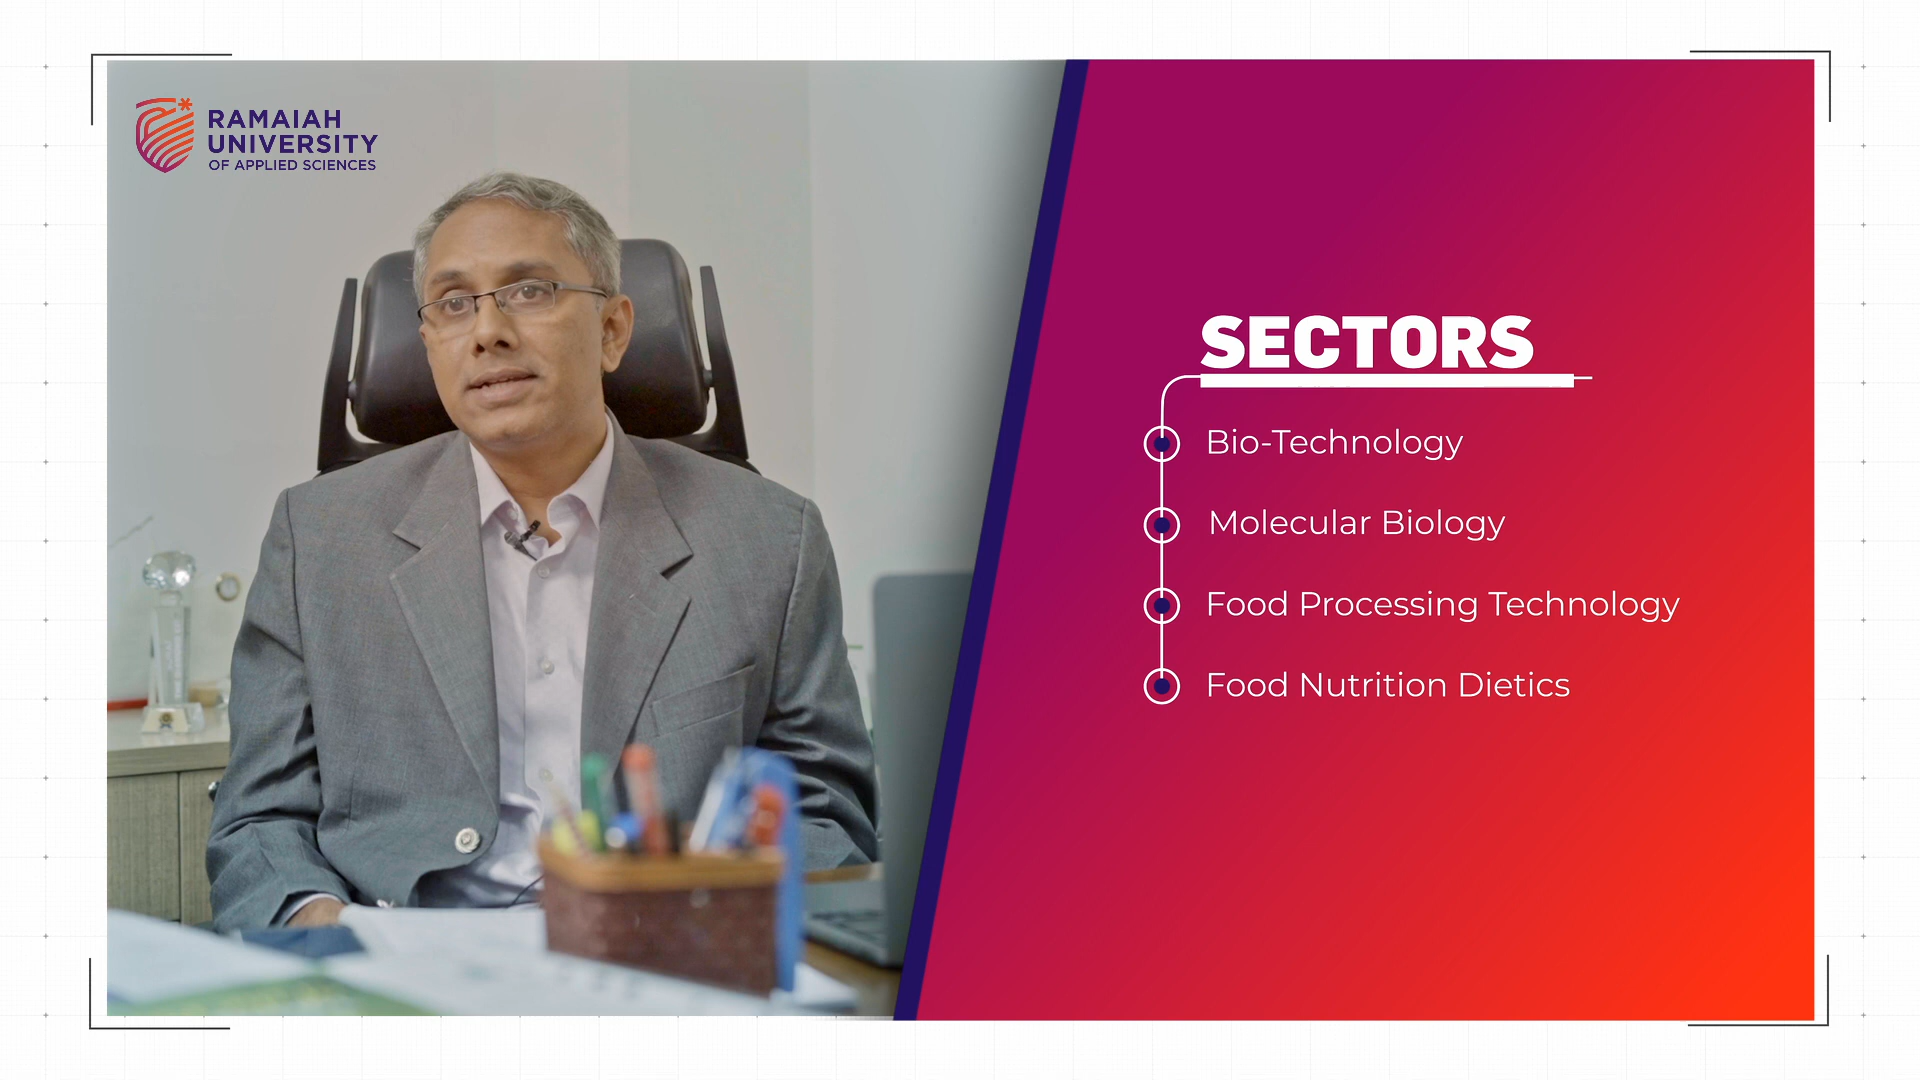 RAMAIAH
UNIVERSITY
OF APPLIED SCIENCES
SECTORS
Bio-Technology
Molecular Biology
Food Processing Technology
Food Nutrition Dietics